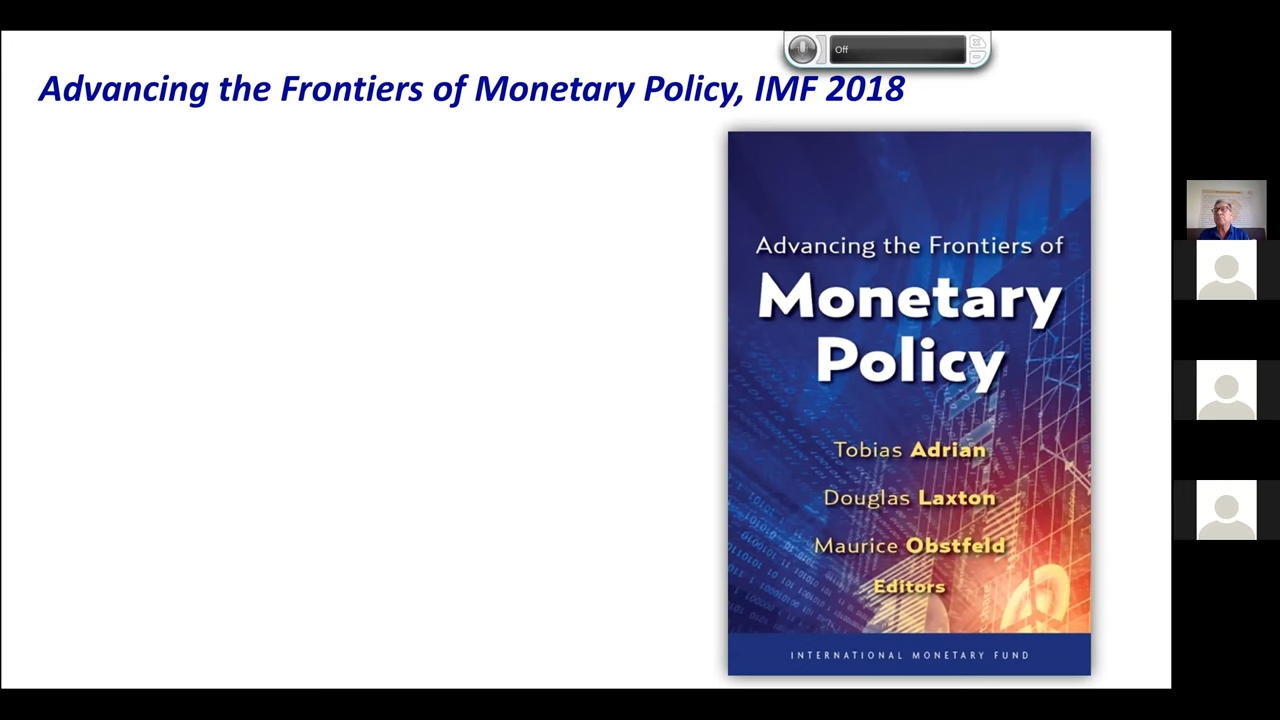 Off
Advancing the Frontiers of Monetary Policy, IMF 2018
Advancing the Frontiers of
Monetary
Policy
Tobias Adrian
Douglas Laxton
Maurice Obstfeld
Editors
INTERNATIONAL MONETARY FUND